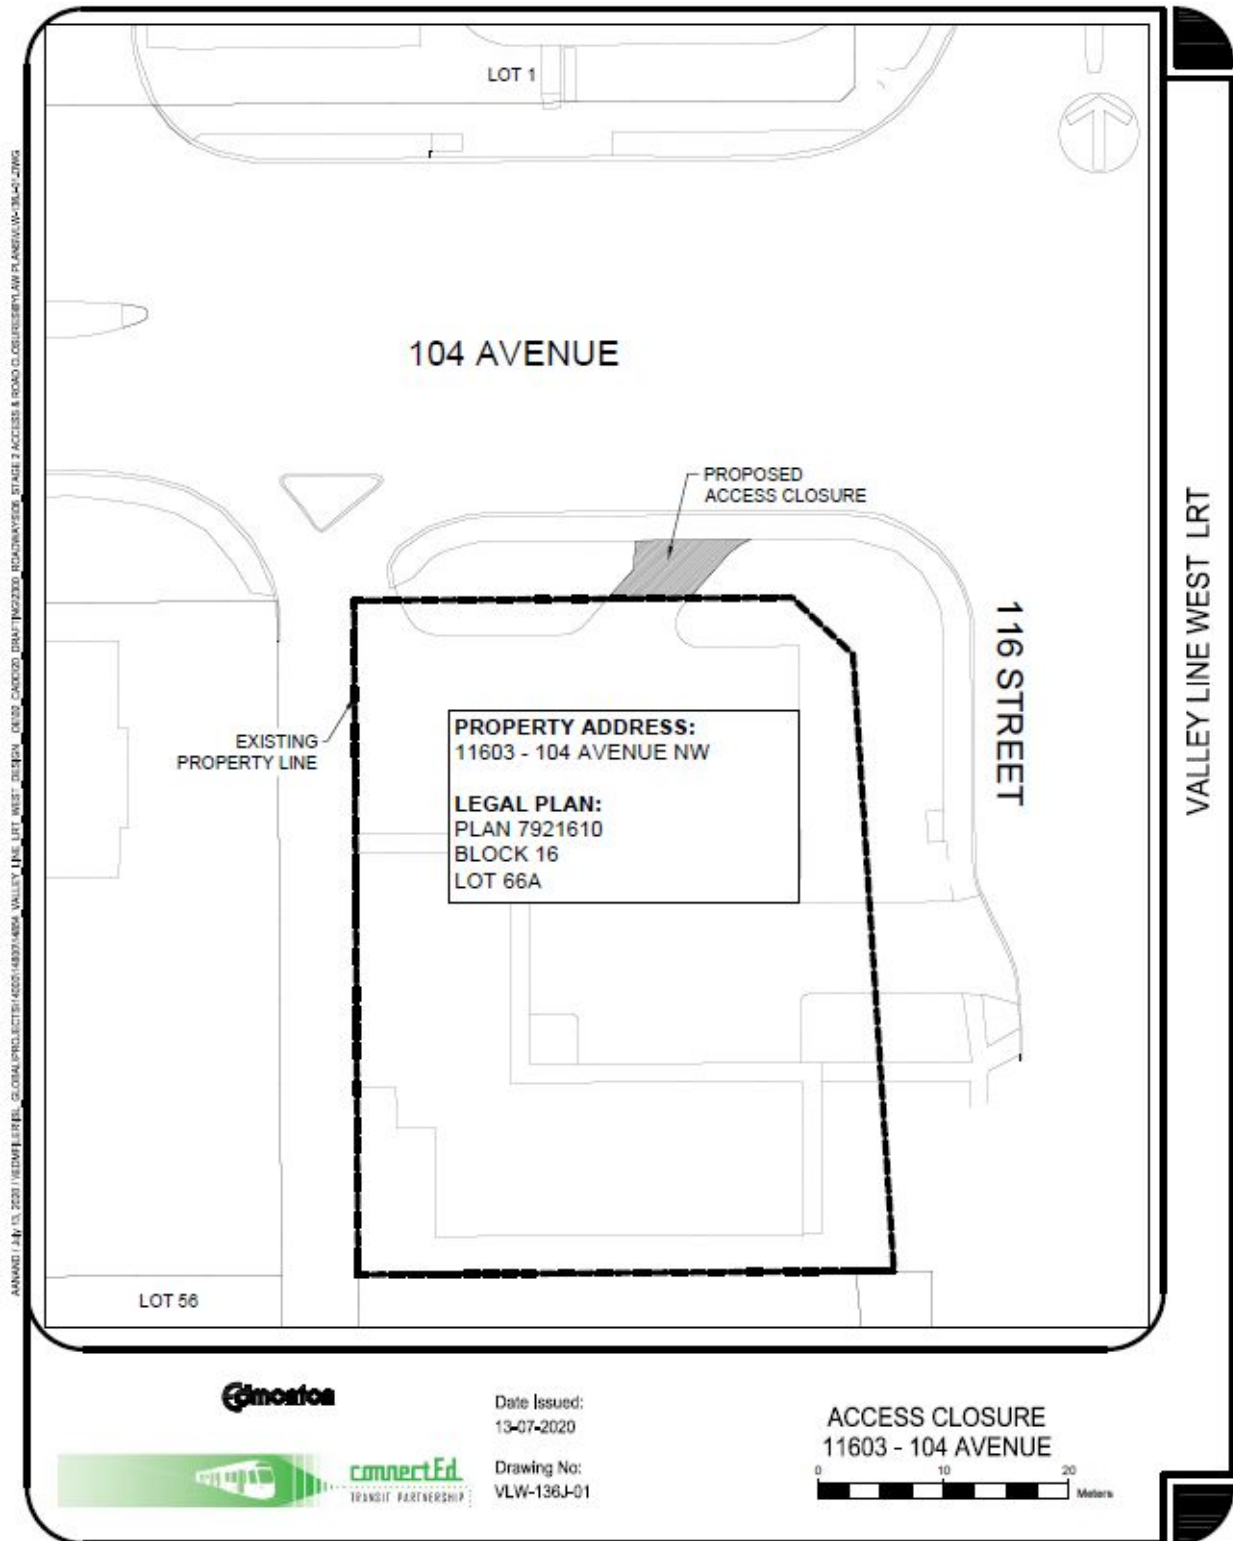 LOT 1
104 AVENUE
PROPOSED
ACCESS CLOSURE
116 STREET
VALLEY LINE WEST LRT
EXISTING
PROPERTY LINE
PROPERTY ADDRESS:
11603 - 104 AVENUE NW
LEGAL PLAN:
PLAN 7921610
BLOCK 16
LOT 66A
LOT 56
Edmonton
connectEd
TRANSIT PARTNERSHIP
Date Issued:
13-07-2020
Drawing No:
VLW-136J-01
ACCESS CLOSURE
11603 - 104 AVENUE
0 10 20
Meters